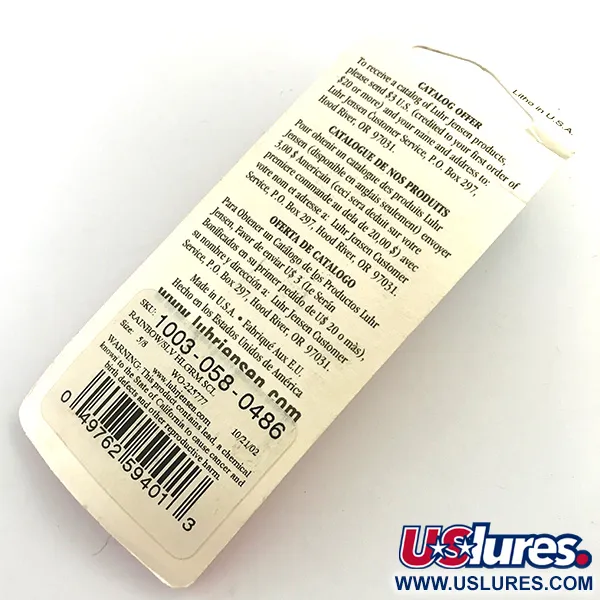 Litho in U.S.A.
CATALOG OFFER
To receive a catalog of Luhr Jensen products,
please send $3 U.S. (credited to your first order of
$20 or more) and your name and address to:
Luhr Jensen Customer Service, P.O. Box 297,
Hood River, OR 97031.
CATALOGUE DE NOS PRODUITS
Pour obtenir un catalogue des produits Luhr
Jensen (disponible en anglais seulement) envoyer
3,00 $ Americain (ceci sera deduit sur votre
premiere commande au dela de 20,00 $) avec
votre nom et adresse a: Luhr Jensen Customer
Service, P.O. Box 297, Hood River, OR 97031.
OFERTA DE CATALOGO
Para Obtener un Catálogo de los Productos Luhr
Jensen, Favor de enviar U$ 3 (Le Serán
Bonificados en su primer pedido de U$ 20 o màs),
su nombre y dirección a: Luhr Jensen Customer
Service, P.O. Box 297, Hood River, OR 97031.
Made in U.S.A. • Fabriqué Aux E.U.
Hecho en los Estados Unidos de América
www.luhrjensen.com
SKU: 1003-058-0486
RAINBOW/SLV HLGRM SCL
Size: 5/8 WO-225777 10/21/02
www.luhrjensen.com
WARNING: This product contains lead, a chemical
known to the State of California to cause cancer and
birth defects and other reproductive harm.
0 49762 59401 3
USlures.
WWW.USLURES.COM